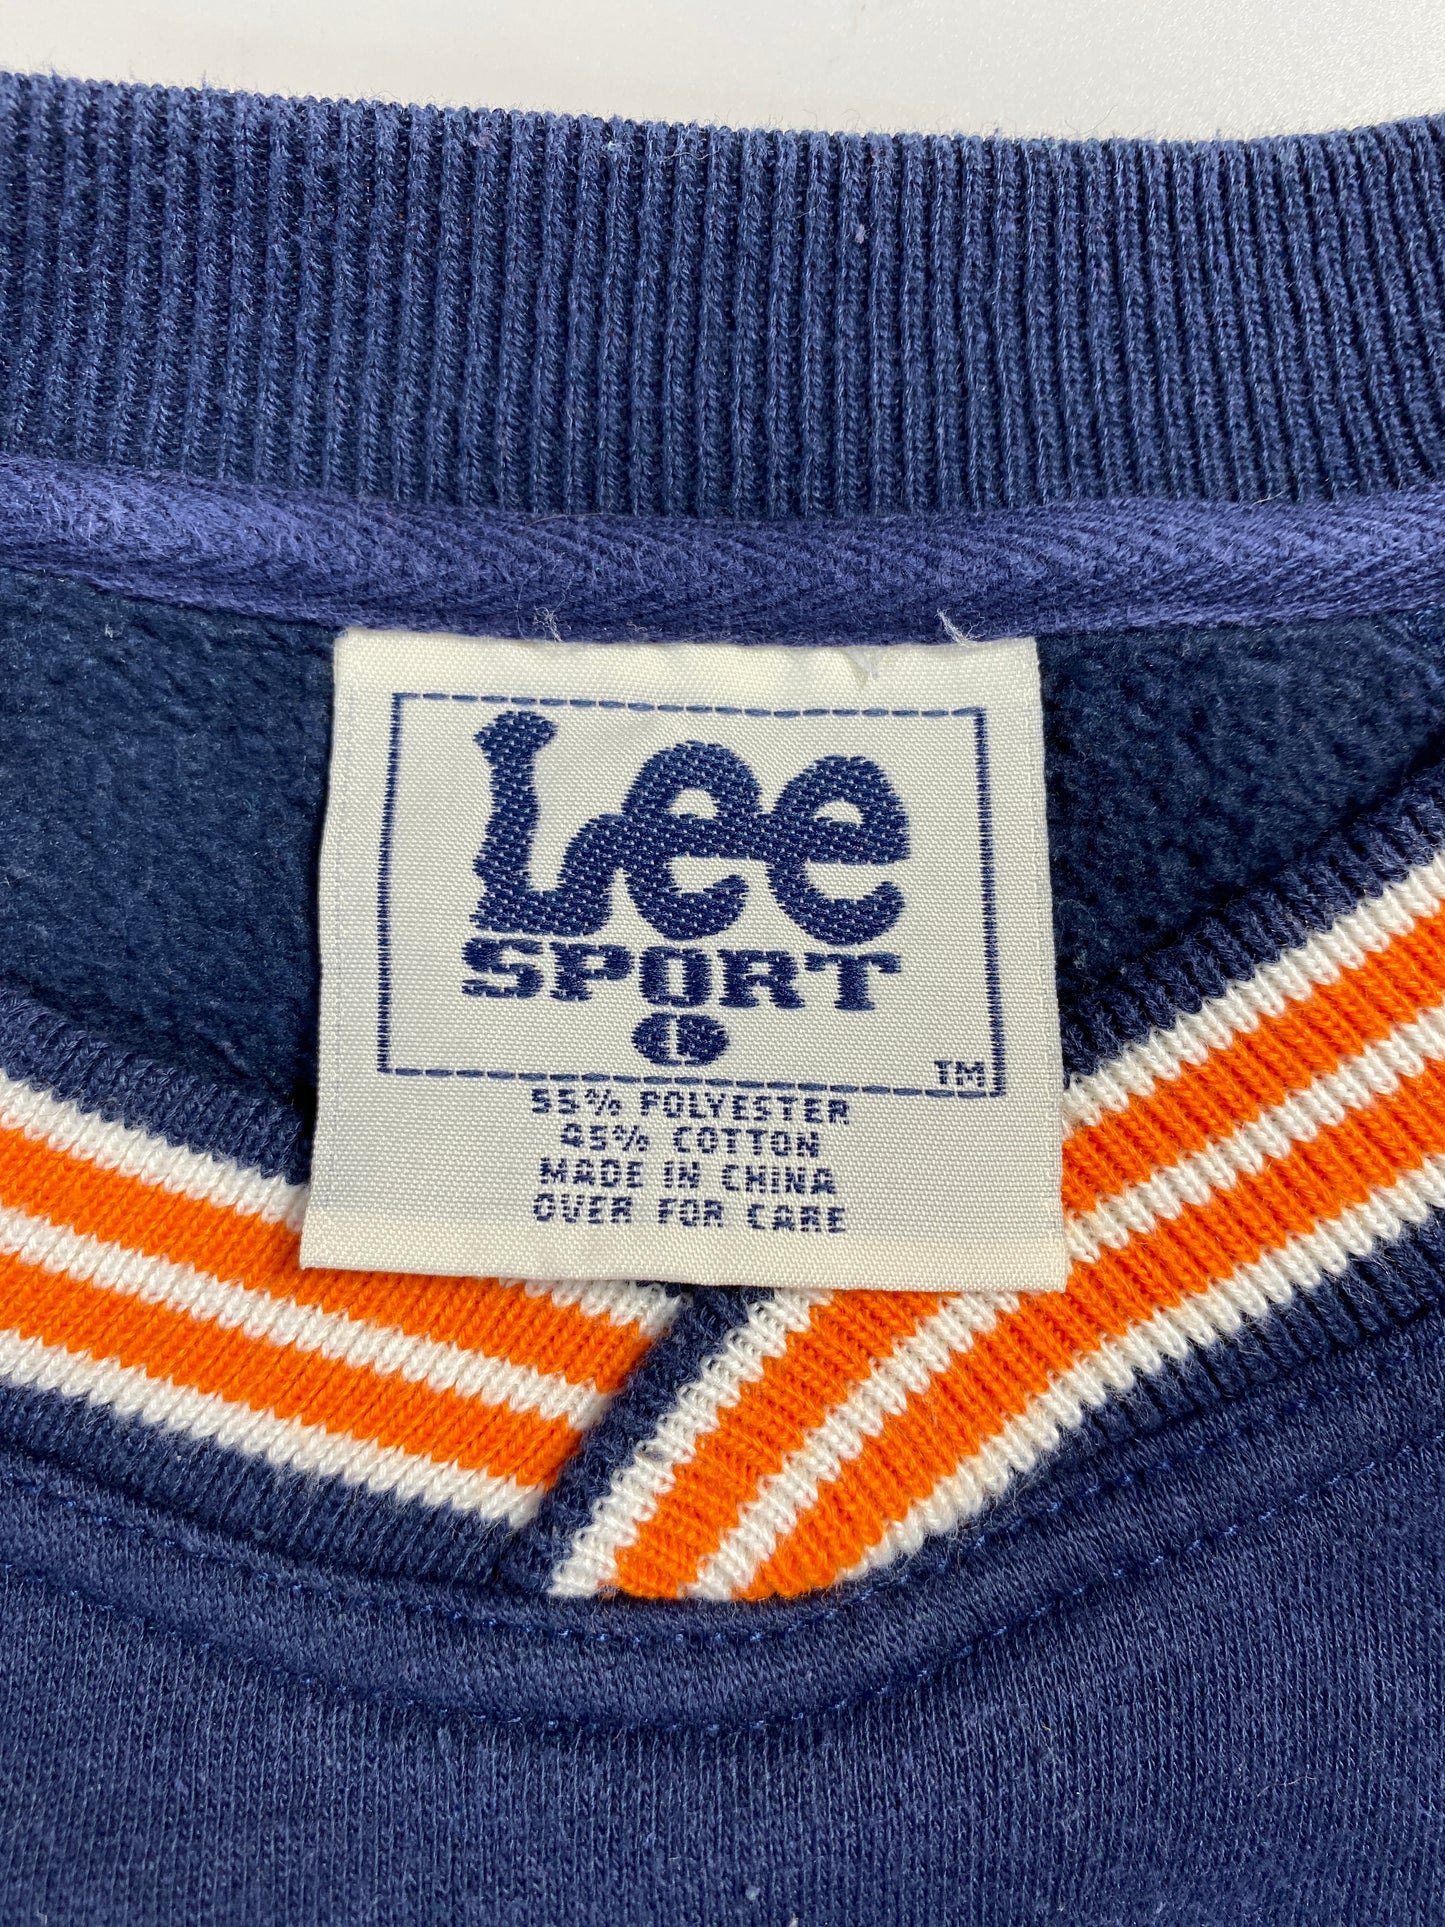 Lee
SPORT
L
TM
55% POLYESTER
45% COTTON
MADE IN CHINA
OVER FOR CARE